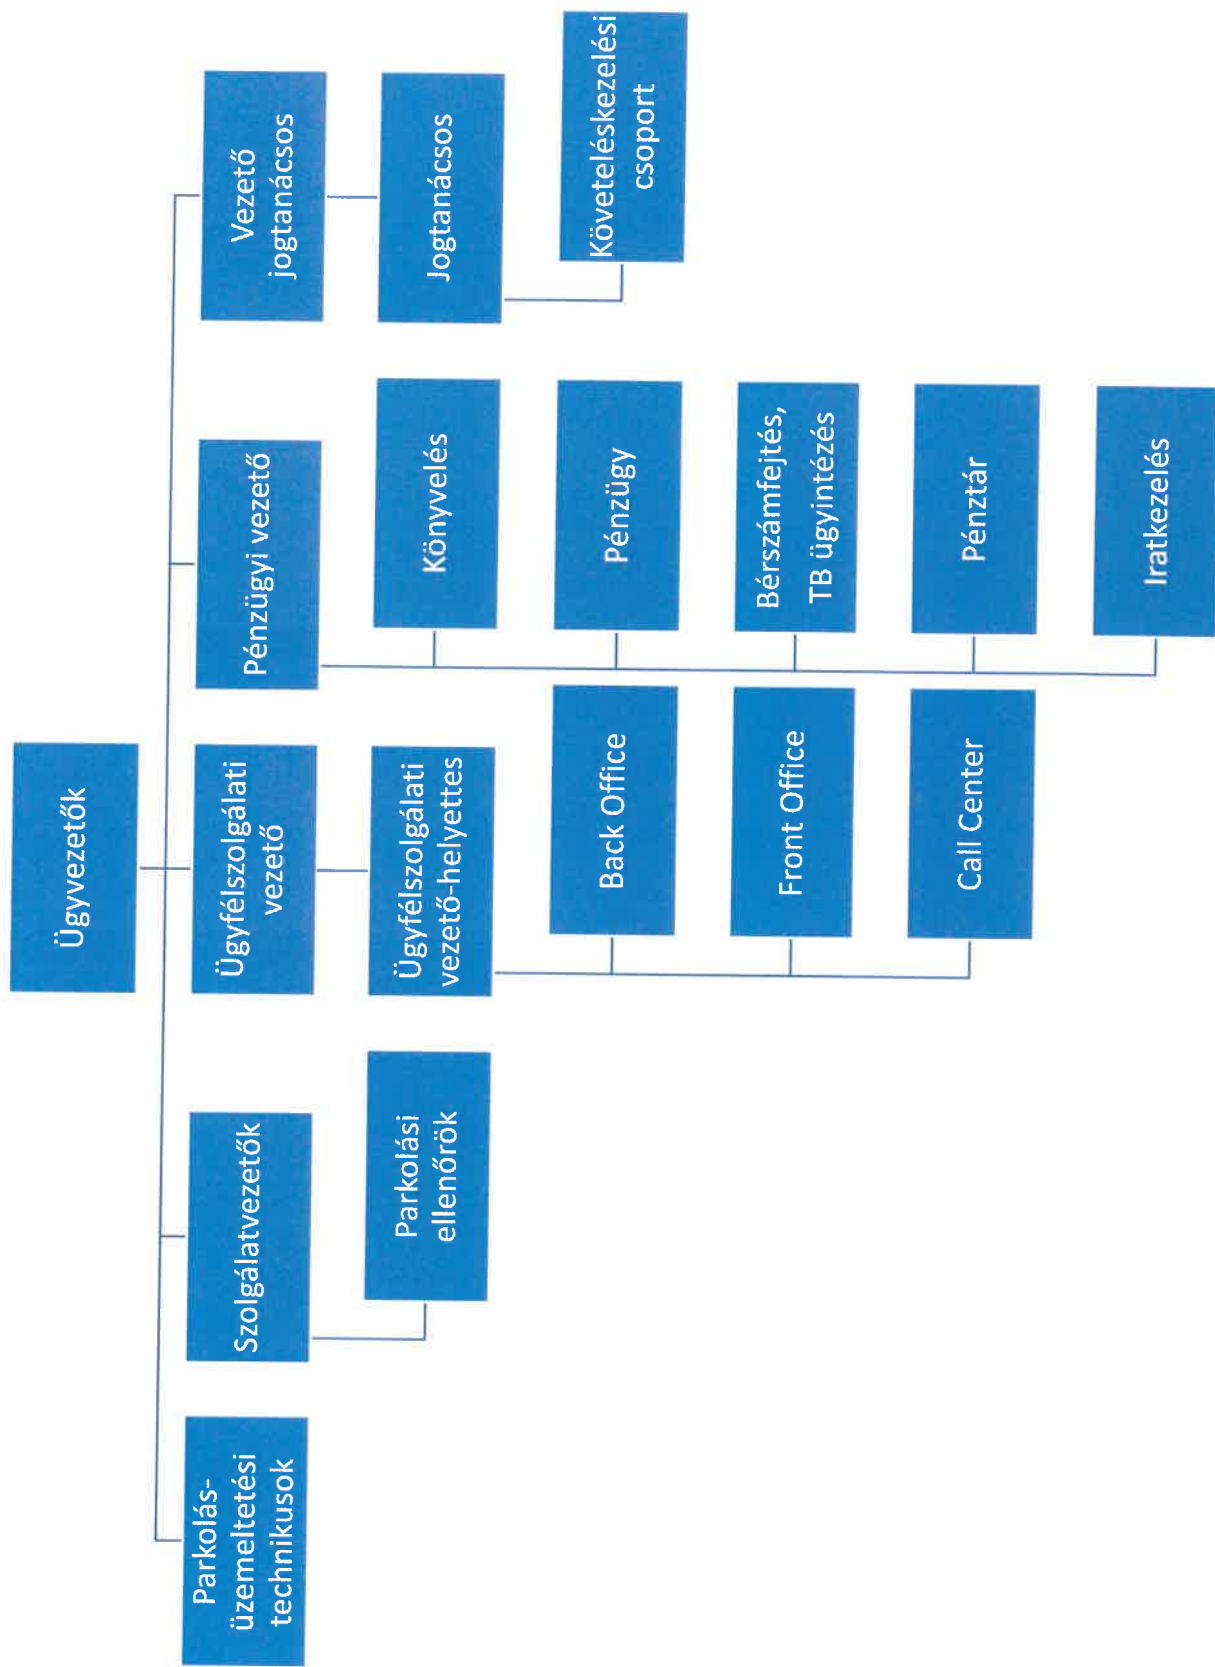 Ügyvezetők
Parkolás-
üzemeltetési
technikusok
Szolgálatvezetők
Parkolási
ellenőrök
Ügyfélszolgálati
vezető
Ügyfélszolgálati
vezető-helyettes
Back Office
Front Office
Call Center
Pénzügyi vezető
Könyvelés
Pénzügy
Bérszámfejtés,
TB ügyintézés
Pénztár
Iratkezelés
Vezető
jogtanácsos
Jogtanácsos
Követeléskezelési
csoport